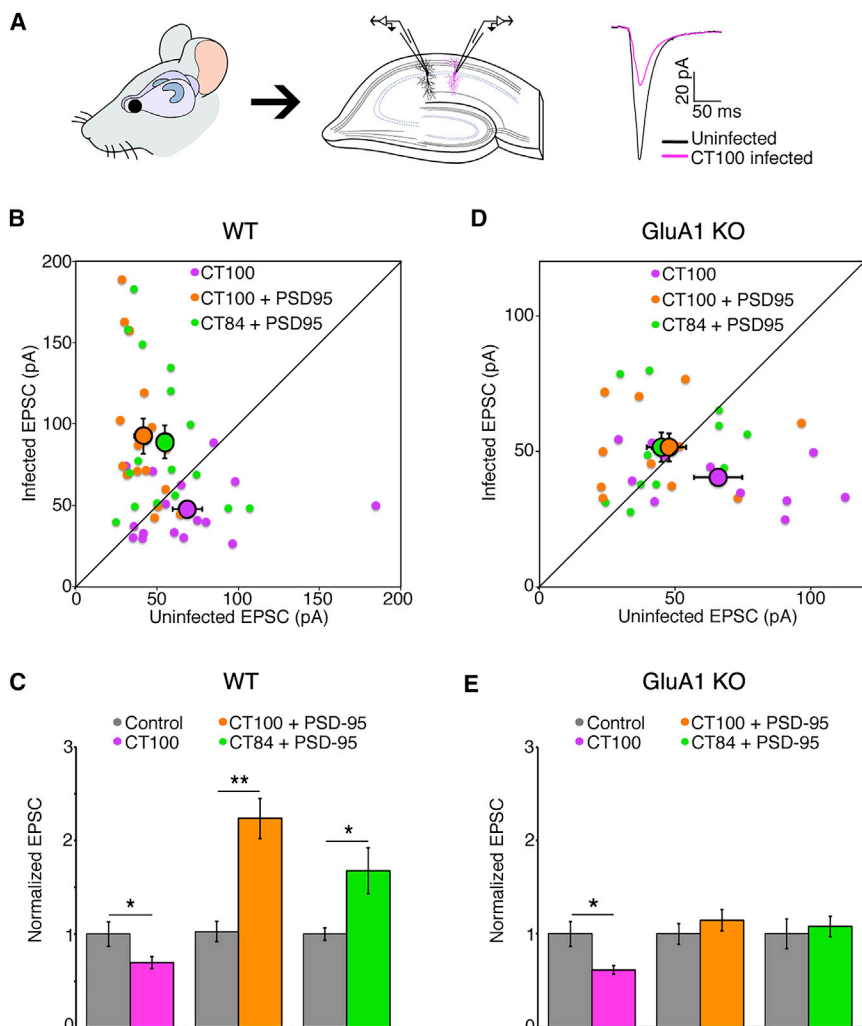 A
20 pA
50 ms
Uninfected
CT100 infected
B
WT
200
150
100
50
0
Infected EPSC (pA)
CT100
CT100 + PSD95
CT84 + PSD95
0
50
100
150
200
Uninfected EPSC (pA)
D
GluA1 KO
100
50
0
Infected EPSC (pA)
CT100
CT100 + PSD95
CT84 + PSD95
0
50
100
Uninfected EPSC (pA)
C
WT
Control
CT100 + PSD-95
CT100
CT84 + PSD-95
3
2
1
0
Normalized EPSC
*
**
*
E
GluA1 KO
Control
CT100 + PSD-95
CT100
CT84 + PSD-95
3
2
1
0
Normalized EPSC
*